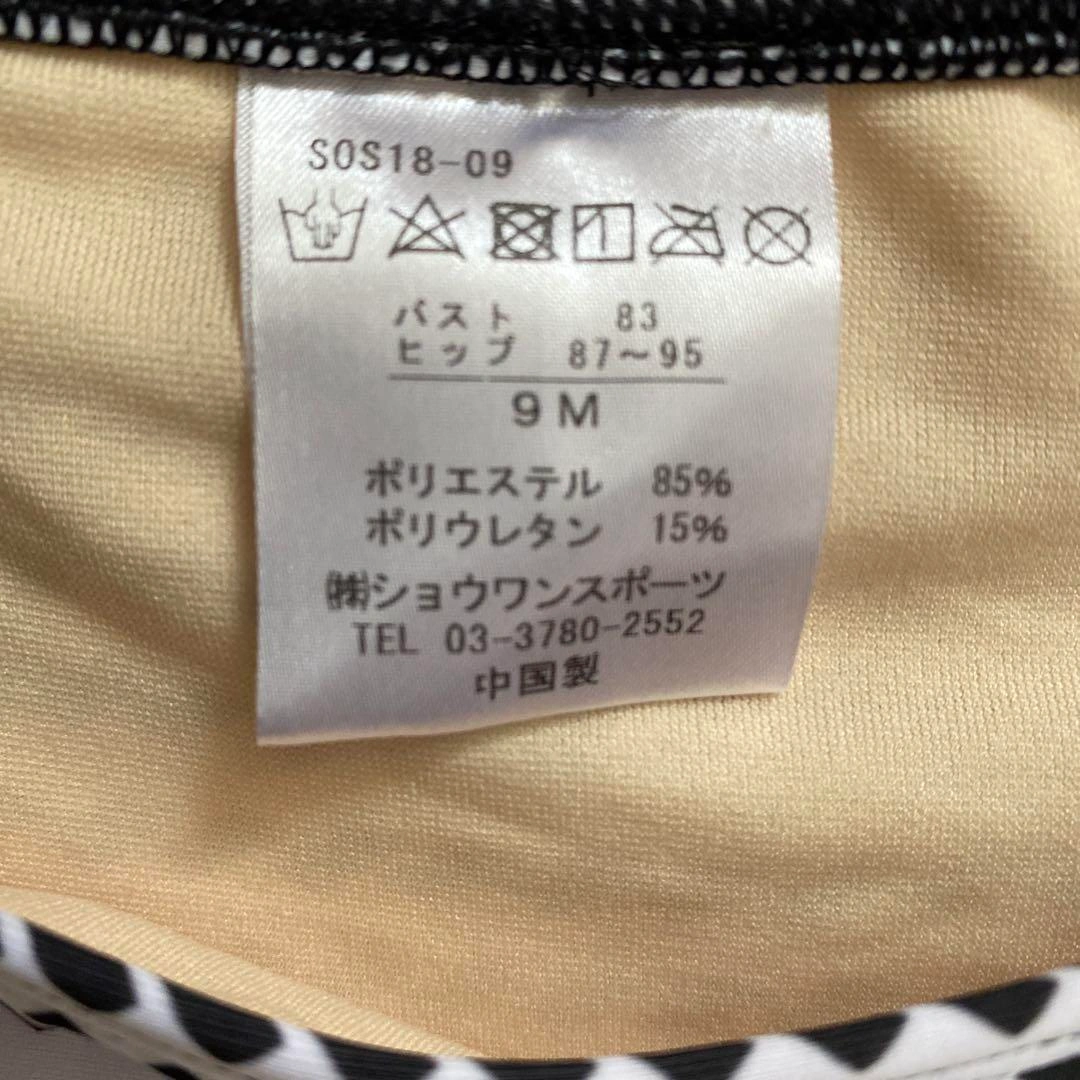 SOS18-09
バスト 83
ヒップ 87～95
9M
ポリエステル 85%
ポリウレタン 15%
㈱ショウワンスポーツ
TEL 03-3780-2552
中国製